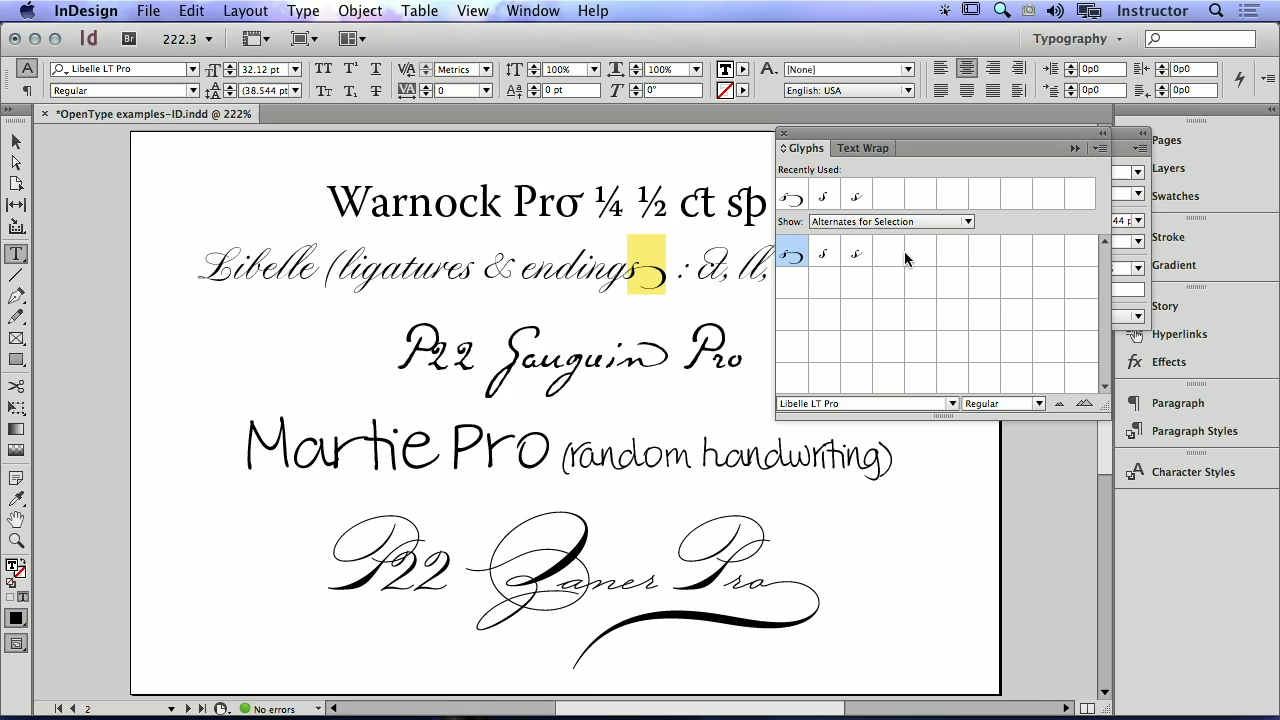 InDesign File Edit Layout Type Object Table View Window Help Instructor
Id Br 222.3 Typography
A Libelle LT Pro 32.12 pt Metrics 100% 100% [None] 0p0 0p0
Regular (38.544 pt) 0 0 pt 0° English: USA 0p0 0p0
*OpenType examples-ID.indd @ 222%
Glyphs Text Wrap
Recently Used:
Show: Alternates for Selection
Libelle LT Pro Regular
Warnock Pro ¼ ½ ct sp
Libelle (ligatures & endings : ct, ll,
P22 Gauguin Pro
Martie Pro (random handwriting)
P22 Zaner Pro
Pages
Layers
Swatches
44 pt
Stroke
Gradient
Story
Hyperlinks
fx Effects
Paragraph
Paragraph Styles
Character Styles
2 No errors